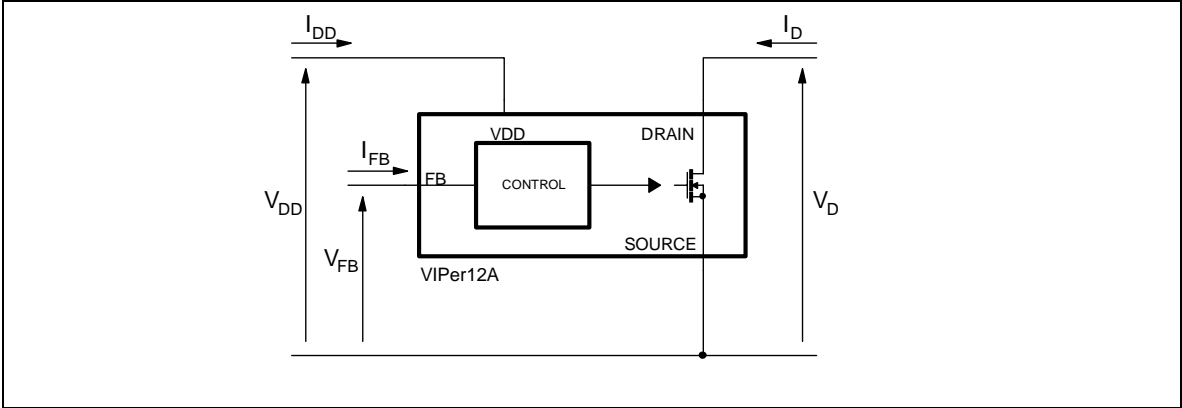 I_DD
I_D
VDD
DRAIN
I_FB
FB
CONTROL
V_DD
V_D
SOURCE
V_FB
VIPer12A